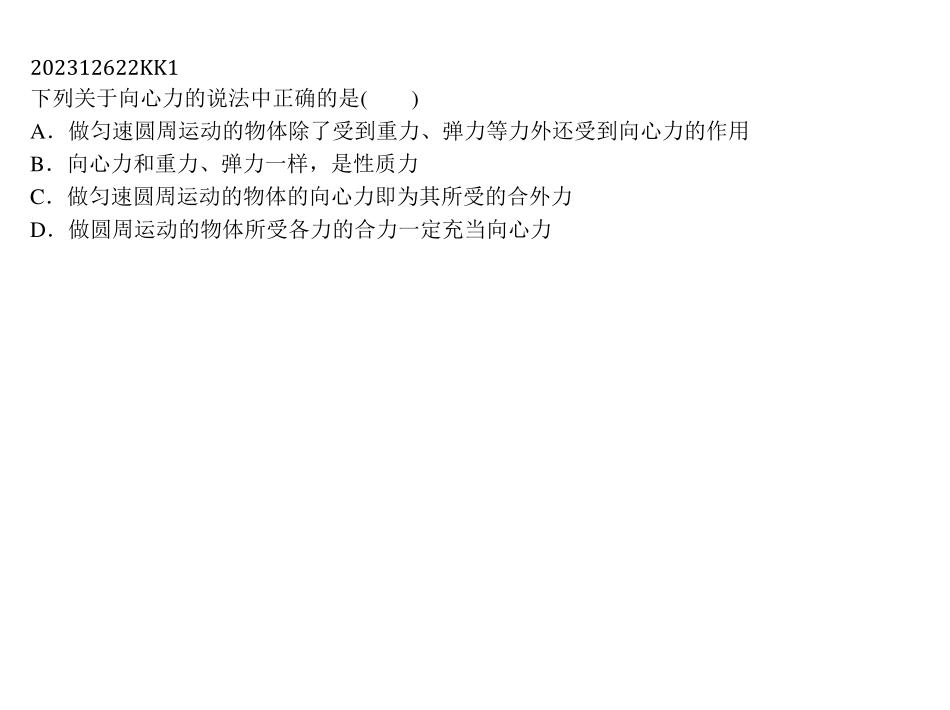 202312622KK1
下列关于向心力的说法中正确的是(　　)
A．做匀速圆周运动的物体除了受到重力、弹力等力外还受到向心力的作用
B．向心力和重力、弹力一样，是性质力
C．做匀速圆周运动的物体的向心力即为其所受的合外力
D．做圆周运动的物体所受各力的合力一定充当向心力